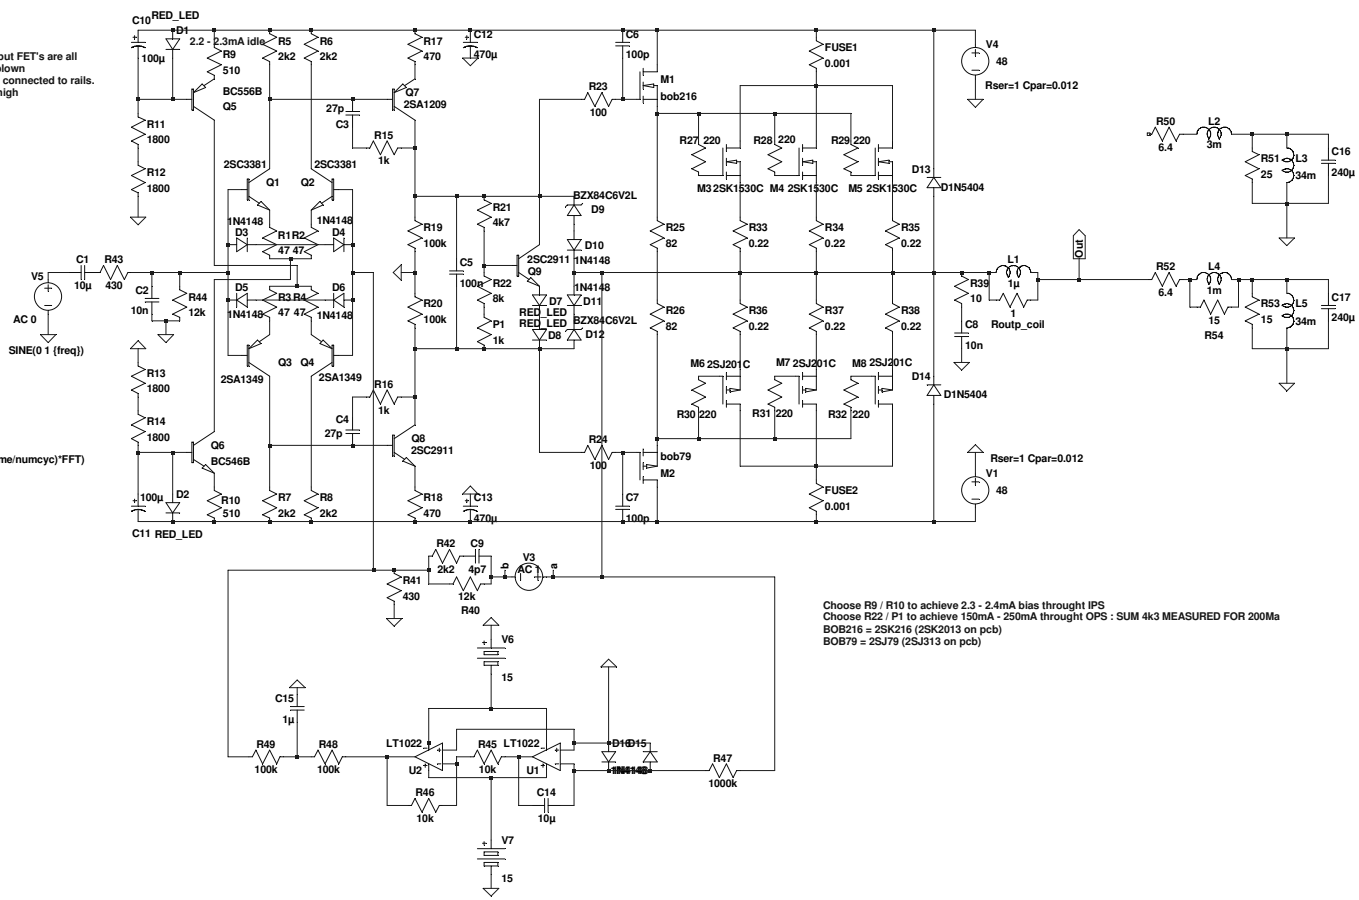 RED_LED
C10
D1
2.2 - 2.3mA idle
100µ
R9
510
R5
2k2
R6
2k2
R17
470
C12
470µ
C6
100p
FUSE1
0.001
V4
48
Rser=1 Cpar=0.012
out FET's are all
blown
connected to rails.
high
BC556B
Q5
R11
1800
R12
1800
27p
C3
Q7
2SA1209
R15
1k
R23
100
M1
bob216
R27
220
R28
220
R29
220
M3
2SK1530C
M4
2SK1530C
M5
2SK1530C
D13
D1N5404
R50
6.4
L2
3m
R51
25
L3
34m
C16
240µ
2SC3381
Q1
2SC3381
Q2
1N4148
D3
1N4148
D4
R1
47
R2
47
R19
100k
R21
4k7
BZX84C6V2L
D9
D10
1N4148
2SC2911
Q9
C5
100n
R22
8k
R25
82
R33
0.22
R34
0.22
R35
0.22
V5
AC 0
SINE(0 1 {freq})
C1
10µ
R43
430
C2
10n
R44
12k
D5
1N4148
R3
47
R4
47
D6
1N4148
R20
100k
P1
1k
D7
RED_LED
RED_LED
D8
1N4148
D11
BZX84C6V2L
D12
R26
82
R36
0.22
R37
0.22
R38
0.22
R39
10
C8
10n
L1
1µ
1
Routp_coil
Out
R52
6.4
L4
1m
15
R54
R53
15
L5
34m
C17
240µ
R13
1800
R14
1800
Q3
2SA1349
Q4
2SA1349
R16
1k
C4
27p
Q8
2SC2911
M6
2SJ201C
M7
2SJ201C
M8
2SJ201C
R30
220
R31
220
R32
220
D14
D1N5404
me/numcyc)*FFT)
Q6
BC546B
R24
100
bob79
M2
Rser=1 Cpar=0.012
V1
48
100µ
C11
D2
RED_LED
R10
510
R7
2k2
R8
2k2
R18
470
C13
470µ
C7
100p
FUSE2
0.001
R42
2k2
C9
4p7
12k
R40
R41
430
V3
AC 1
b
a
Choose R9 / R10 to achieve 2.3 - 2.4mA bias throught IPS
Choose R22 / P1 to achieve 150mA - 250mA throught OPS : SUM 4k3 MEASURED FOR 200Ma
BOB216 = 2SK216 (2SK2013 on pcb)
BOB79 = 2SJ79 (2SJ313 on pcb)
V6
15
C15
1µ
R49
100k
R48
100k
LT1022
U2
R45
10k
LT1022
U1
D16
D15
R47
1000k
R46
10k
C14
10µ
V7
15